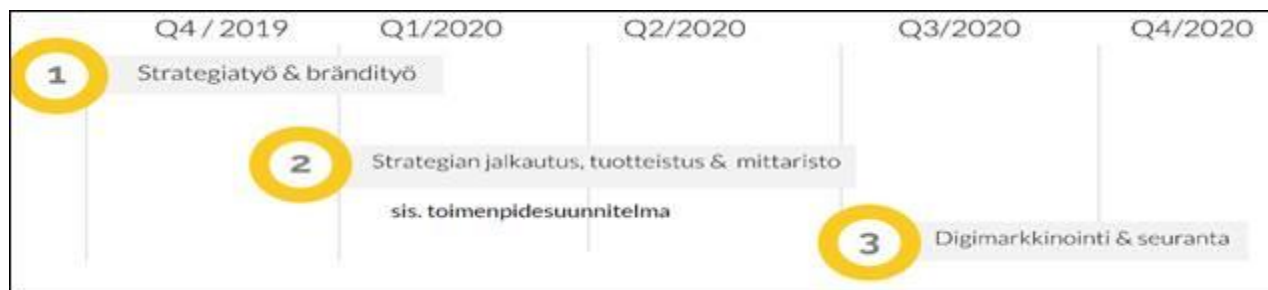 Q4 / 2019 Q1/2020 Q2/2020 Q3/2020 Q4/2020
1 Strategiatyö & brändityö
2 Strategian jalkautus, tuotteistus & mittaristo
sis. toimenpidesuunnitelma
3 Digimarkkinointi & seuranta